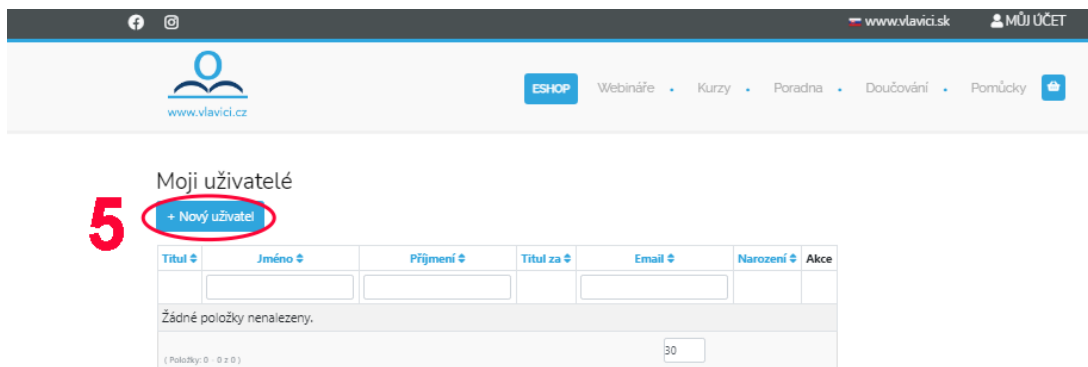 www.vlavici.sk MŮJ ÚČET
www.vlavici.cz
ESHOP Webináře Kurzy Poradna Doučování Pomůcky
Moji uživatelé
5
+ Nový uživatel
Titul Jméno Příjmení Titul za Email Narození Akce
Žádné položky nenalezeny.
( Položky: 0 - 0 z 0 ) 30